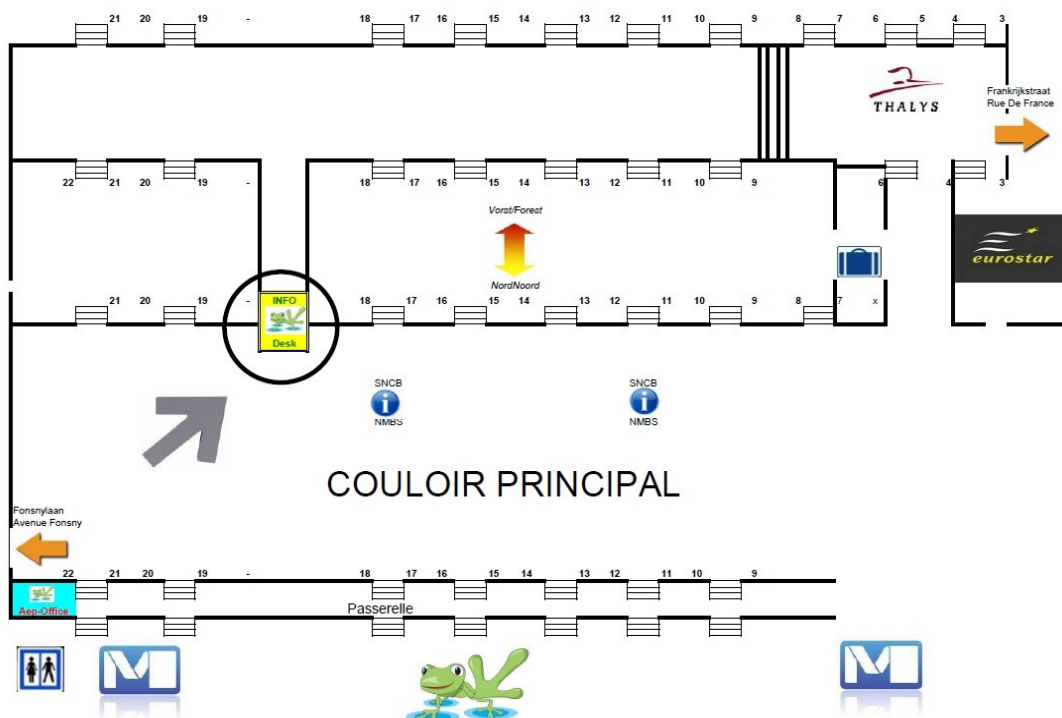 21 20 19 - 18 17 16 15 14 13 12 11 10 9 8 7 6 5 4 3
THALYS
Frankrijkstraat
Rue De France
22 21 20 19 - 18 17 16 15 14 13 12 11 10 9 6 4 3
Vorst/Forest
eurostar
NordNoord
21 20 19 - 18 17 16 15 14 13 12 11 10 9 8 7 x
INFO
Desk
SNCB
i
NMBS
SNCB
i
NMBS
COULOIR PRINCIPAL
Fonsnylaan
Avenue Fonsny
22 21 20 19 - 18 17 16 15 14 13 12 11 10 9
Aep-Office
Passerelle
M
M